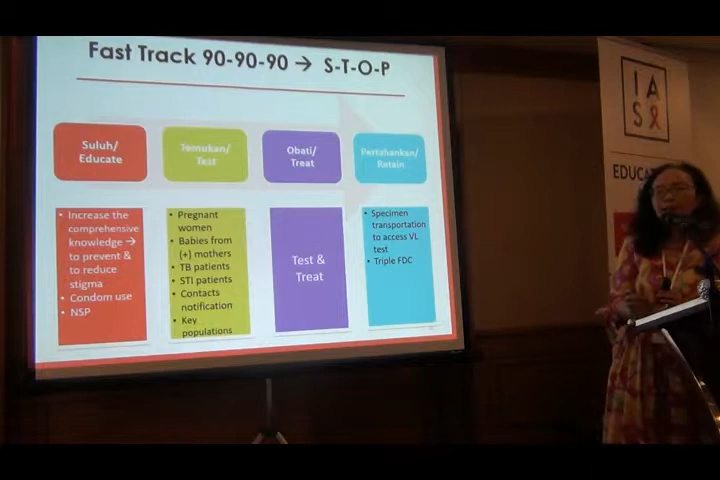 Fast Track 90-90-90 → S-T-O-P
Suluh/
Educate
Temukan/
Test
Obati/
Treat
Pertahankan/
Retain
• Increase the
comprehensive
knowledge →
to prevent &
to reduce
stigma
• Condom use
• NSP
• Pregnant
women
• Babies from
(+) mothers
• TB patients
• STI patients
• Contacts
notification
• Key
populations
Test &
Treat
• Specimen
transportation
to access VL
test
• Triple FDC
IA
S